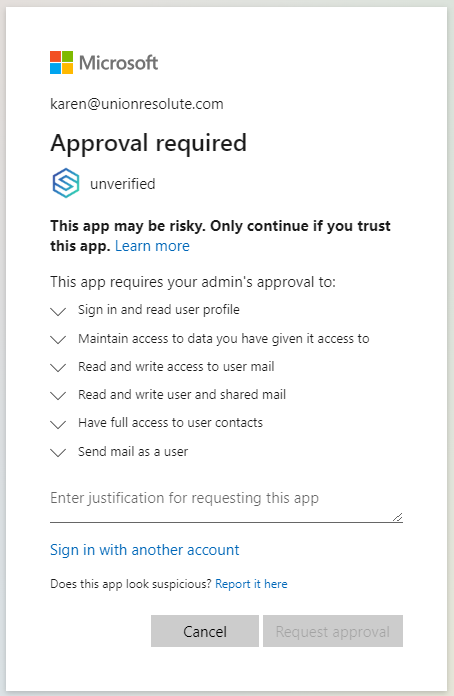 Microsoft
karen@unionresolute.com
Approval required
unverified
This app may be risky. Only continue if you trust
this app. Learn more
This app requires your admin's approval to:
Sign in and read user profile
Maintain access to data you have given it access to
Read and write access to user mail
Read and write user and shared mail
Have full access to user contacts
Send mail as a user
Enter justification for requesting this app
Sign in with another account
Does this app look suspicious? Report it here
Cancel Request approval